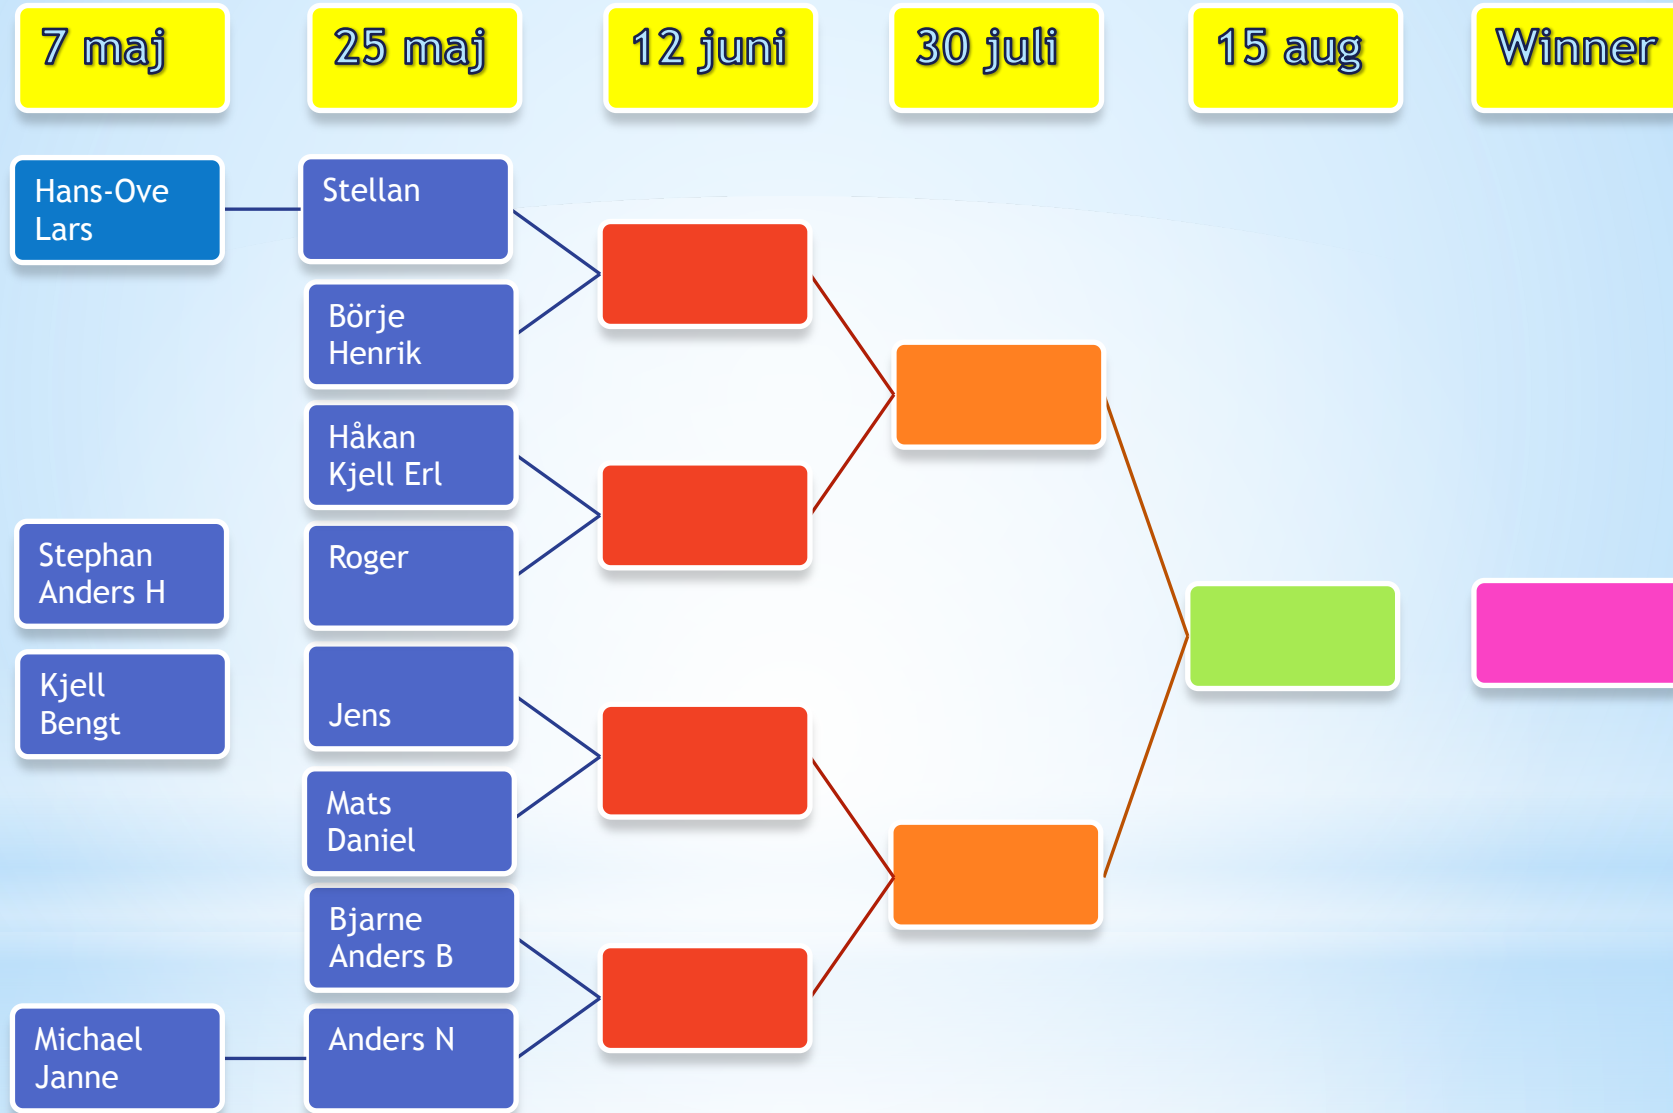 7 maj
25 maj
12 juni
30 juli
15 aug
Winner
Hans-Ove
Lars
Stellan
Börje
Henrik
Håkan
Kjell Erl
Stephan
Anders H
Roger
Kjell
Bengt
Jens
Mats
Daniel
Bjarne
Anders B
Michael
Janne
Anders N